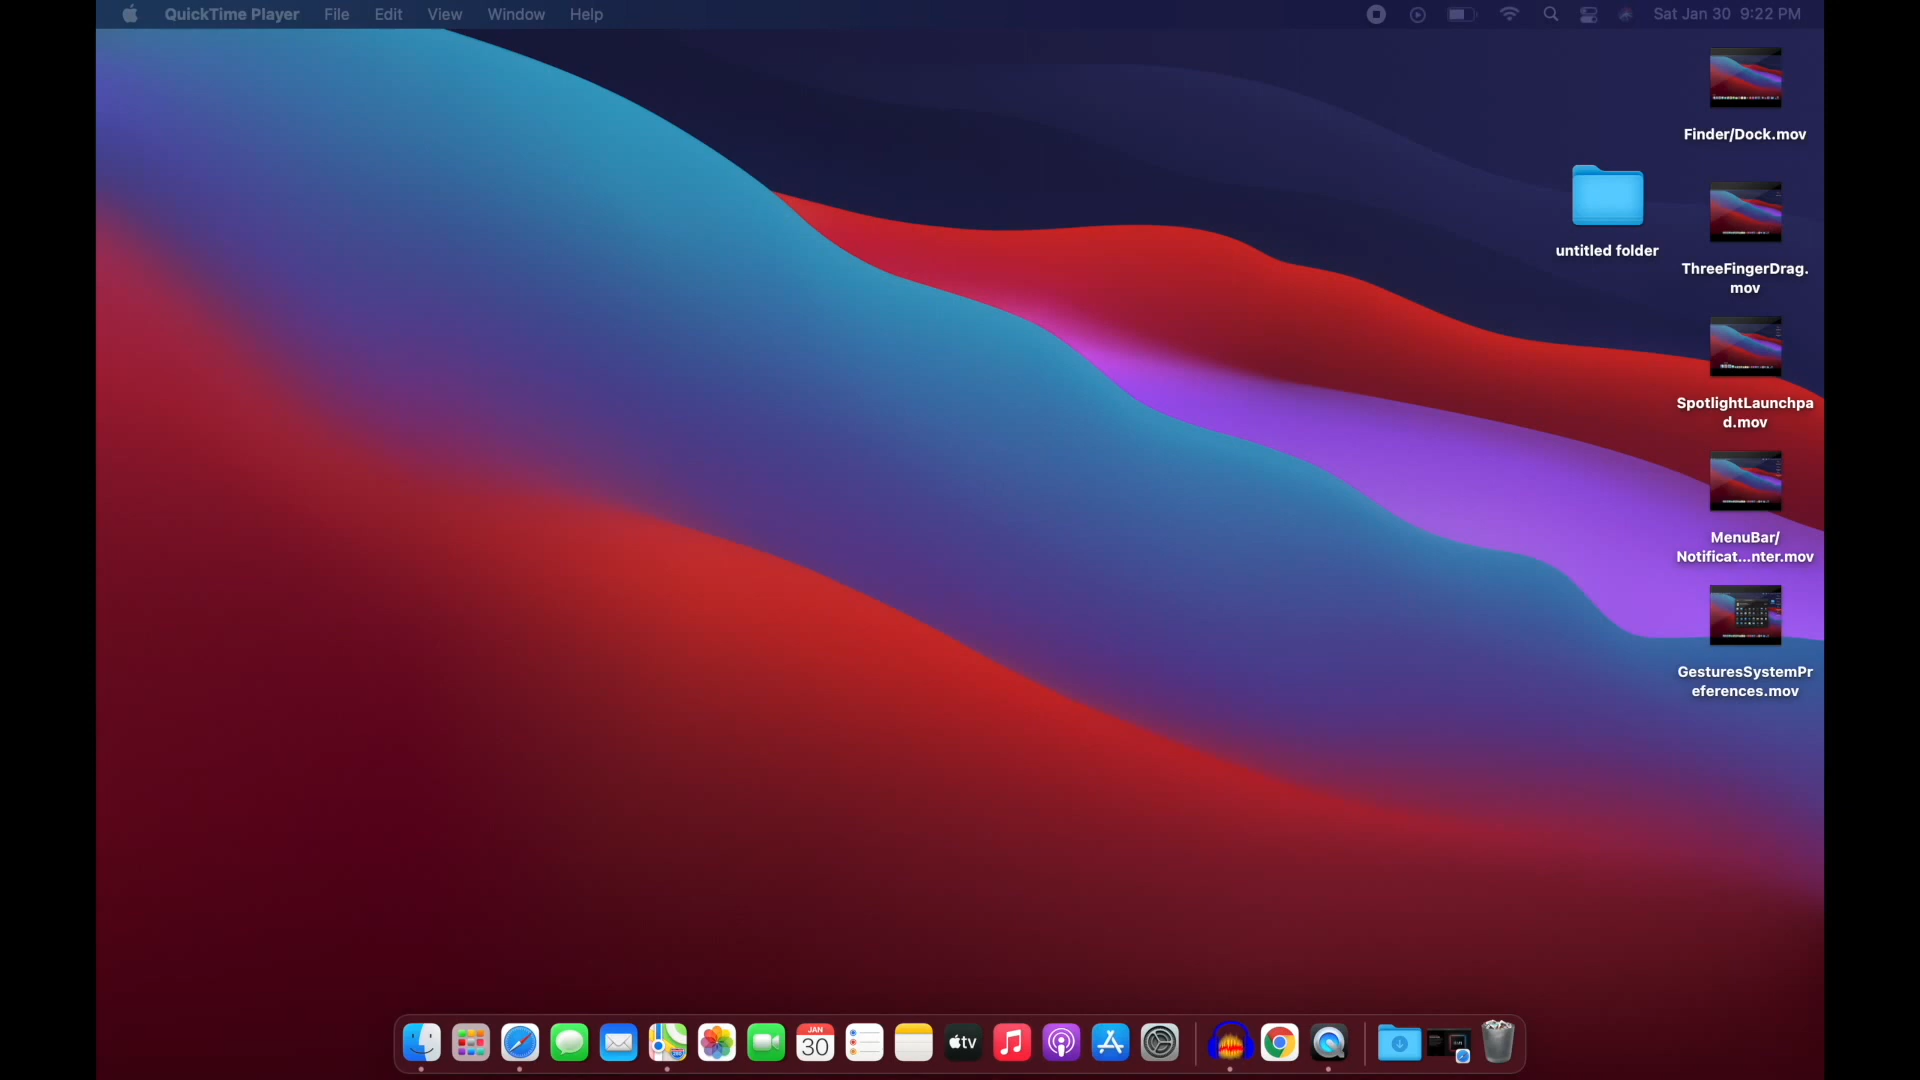 QuickTime Player File Edit View Window Help Sat Jan 30 9:22 PM
Finder/Dock.mov
untitled folder
ThreeFingerDrag.
mov
SpotlightLaunchpa
d.mov
MenuBar/
Notificat...nter.mov
GesturesSystemPr
eferences.mov
JAN
30
tv